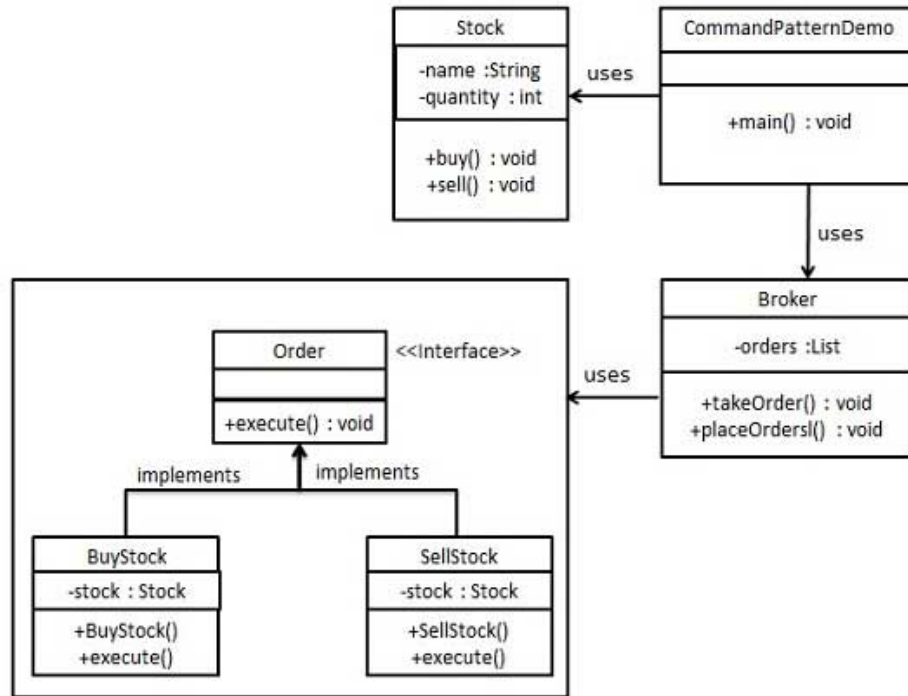 Stock
-name :String
-quantity : int
+buy() : void
+sell() : void
uses
CommandPatternDemo
+main() : void
uses
Broker
-orders :List
+takeOrder() : void
+placeOrdersl() : void
uses
Order
<<Interface>>
+execute() : void
implements
implements
BuyStock
-stock : Stock
+BuyStock()
+execute()
SellStock
-stock : Stock
+SellStock()
+execute()